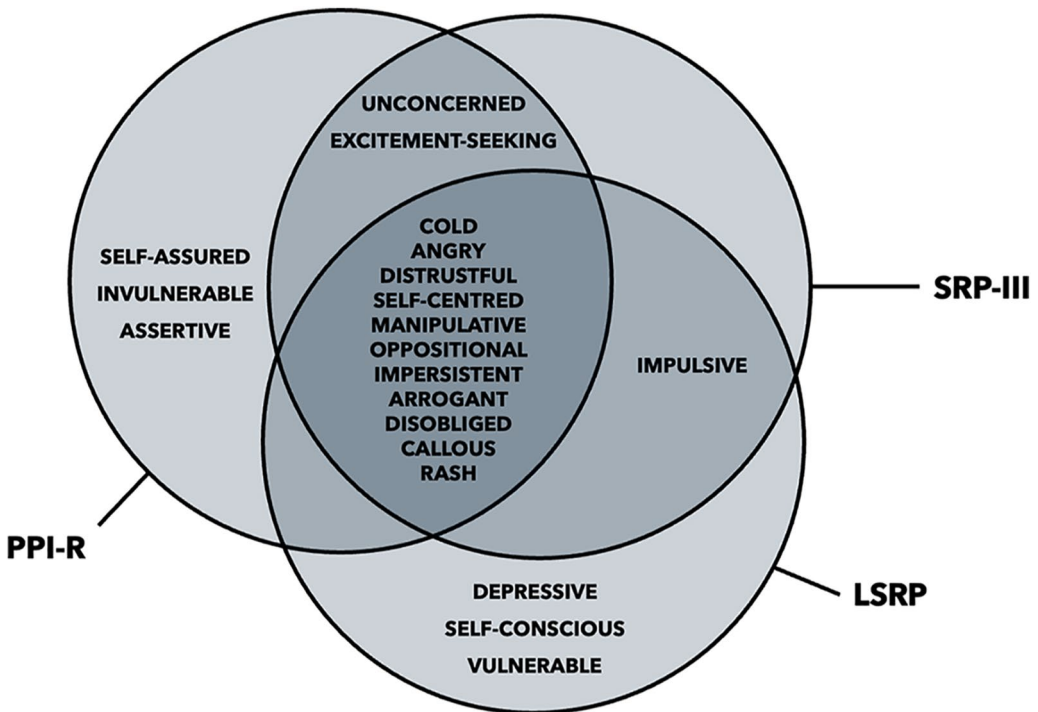 UNCONCERNED
EXCITEMENT-SEEKING
COLD
ANGRY
DISTRUSTFUL
SELF-CENTRED
MANIPULATIVE
OPPOSITIONAL
IMPERSISTENT
ARROGANT
DISOBLIGED
CALLOUS
RASH
SELF-ASSURED
INVULNERABLE
ASSERTIVE
SRP-III
IMPULSIVE
PPI-R
DEPRESSIVE
SELF-CONSCIOUS
VULNERABLE
LSRP